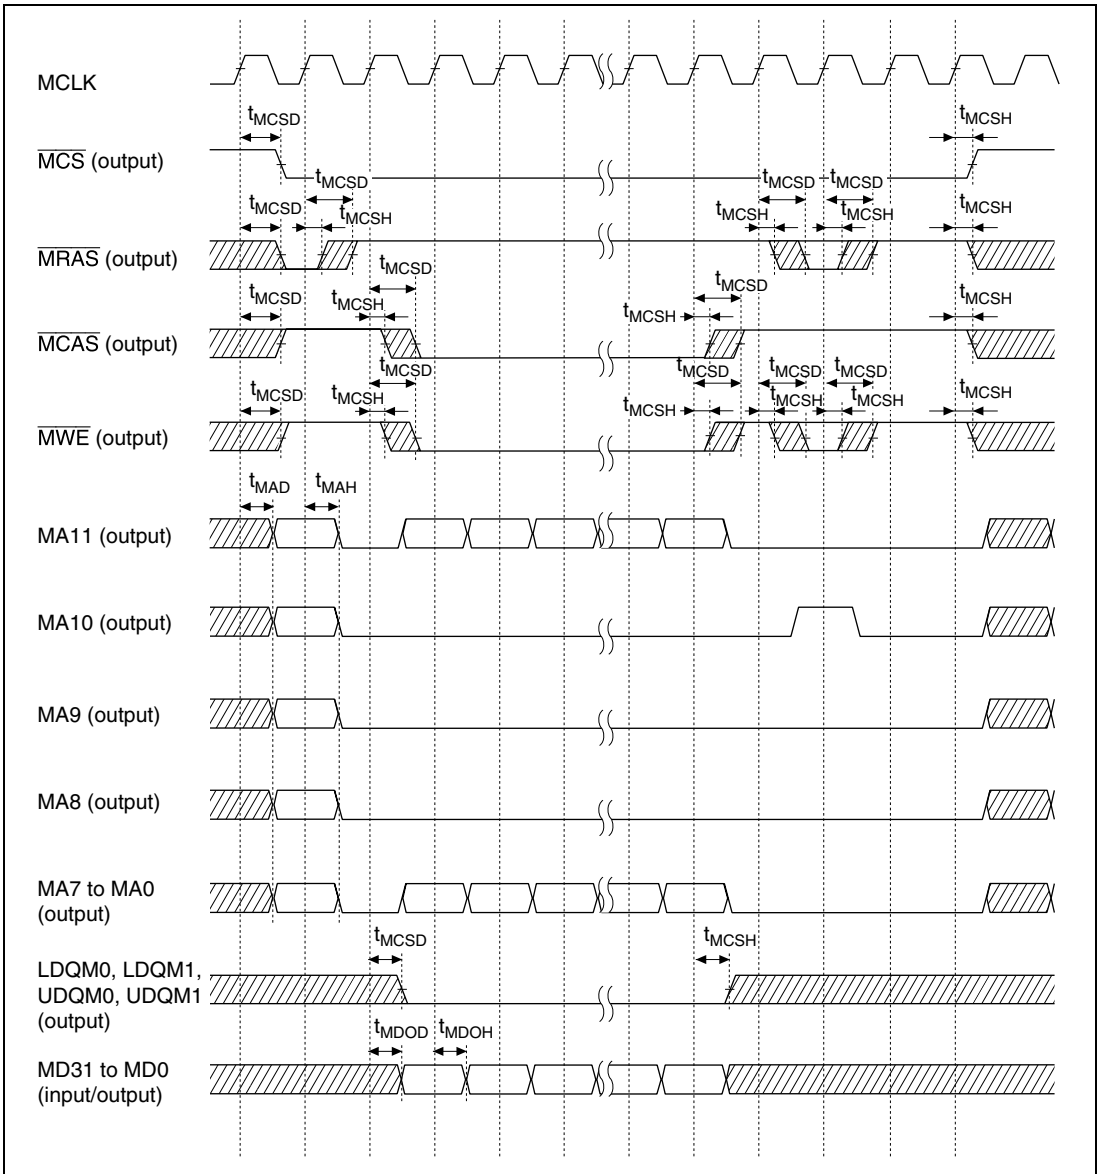 MCLK
tMCSD
tMCSH
MCS (output)
tMCSD tMCSD tMCSD
tMCSD tMCSH tMCSH tMCSH tMCSH
MRAS (output)
tMCSD tMCSD
tMCSD tMCSH tMCSH tMCSH
MCAS (output)
tMCSD tMCSD tMCSD tMCSD
tMCSD tMCSH tMCSH tMCSH tMCSH tMCSH
MWE (output)
tMAD tMAH
MA11 (output)
MA10 (output)
MA9 (output)
MA8 (output)
MA7 to MA0
(output)
tMCSD tMCSH
LDQM0, LDQM1,
UDQM0, UDQM1
(output)
tMDOD tMDOH
MD31 to MD0
(input/output)